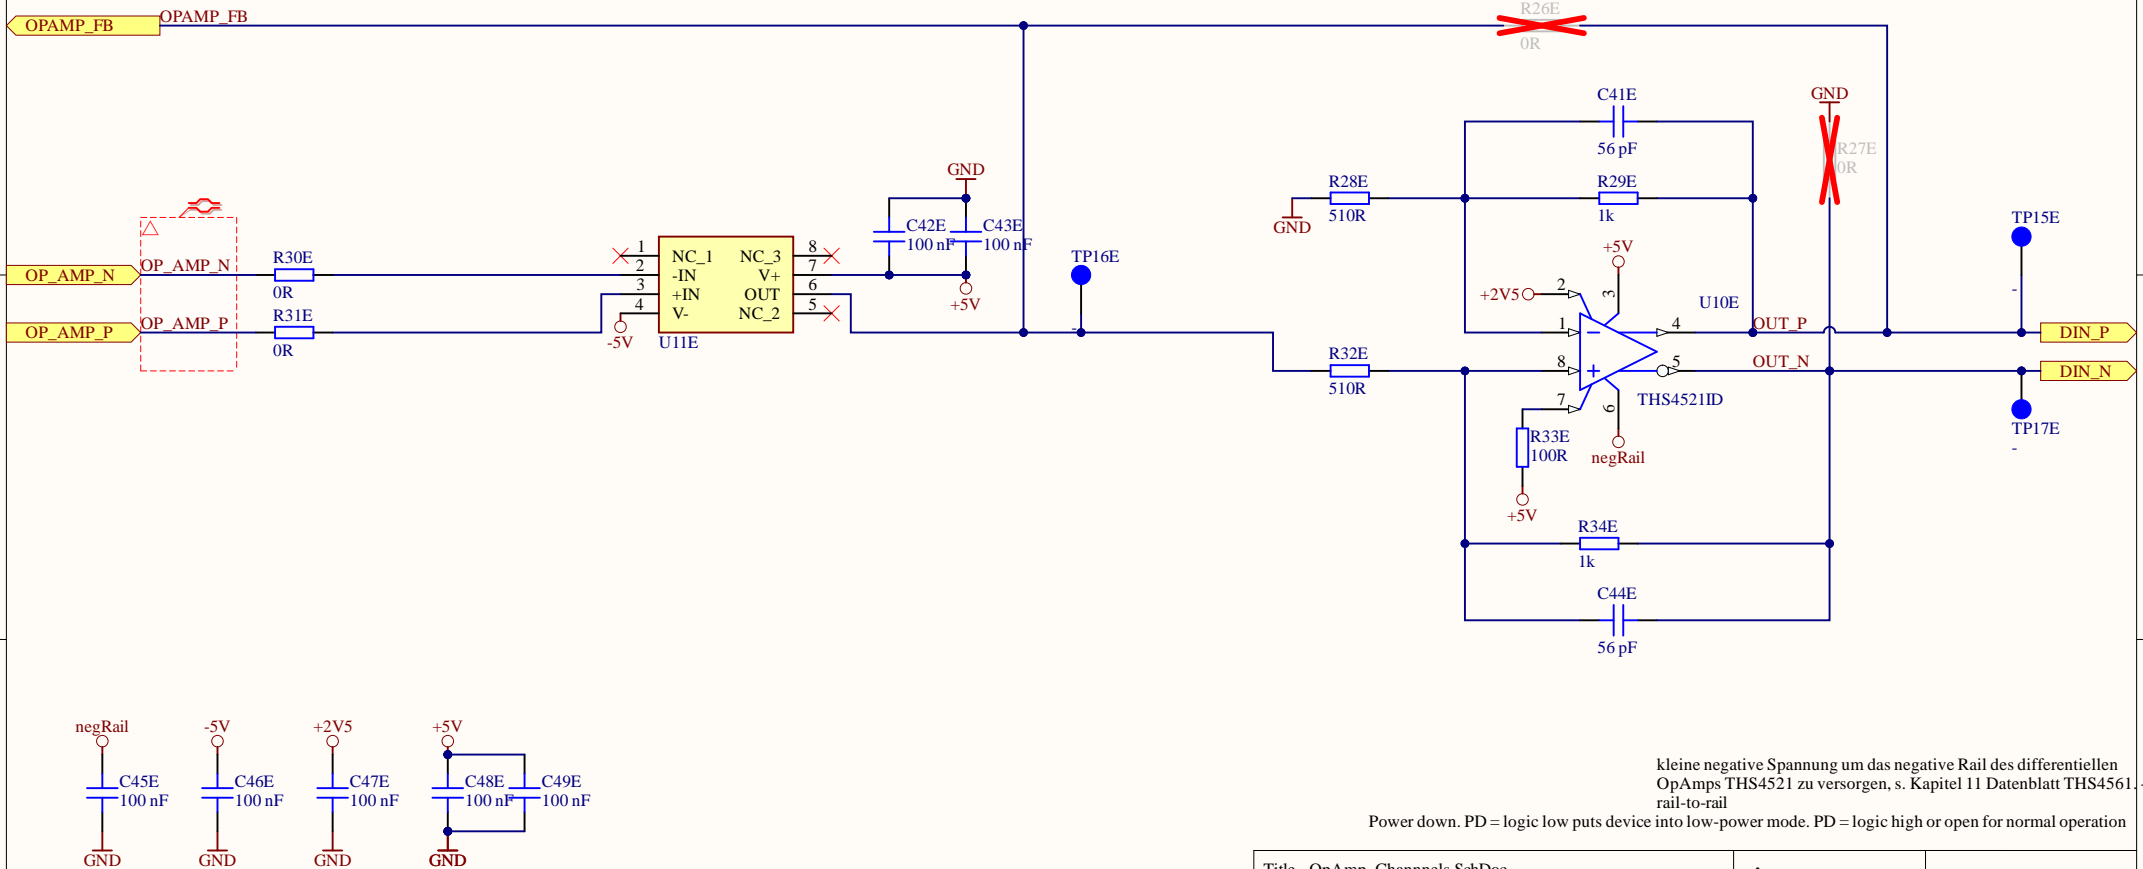 OPAMP_FB
OPAMP_FB
R26E
0R
C41E
56 pF
GND
R27E
0R
GND
R28E
510R
GND
R29E
1k
C42E
100 nF
C43E
100 nF
+5V
OP_AMP_N
OP_AMP_N
R30E
0R
OP_AMP_P
OP_AMP_P
R31E
0R
1
2
3
4
NC_1
-IN
+IN
V-
NC_3
V+
OUT
NC_2
8
7
6
5
-5V
U11E
TP16E
-
R32E
510R
+5V
+2V5
2
3
1
8
7
6
4
5
U10E
THS4521ID
OUT_P
OUT_N
negRail
R33E
100R
+5V
R34E
1k
C44E
56 pF
TP15E
-
DIN_P
DIN_N
TP17E
-
negRail
C45E
100 nF
GND
-5V
C46E
100 nF
GND
+2V5
C47E
100 nF
GND
+5V
C48E
100 nF
C49E
100 nF
GND
kleine negative Spannung um das negative Rail des differentiellen
OpAmps THS4521 zu versorgen, s. Kapitel 11 Datenblatt THS4561. -
rail-to-rail
Power down. PD = logic low puts device into low-power mode. PD = logic high or open for normal operation
Title OpAmp_Channels.SchDoc